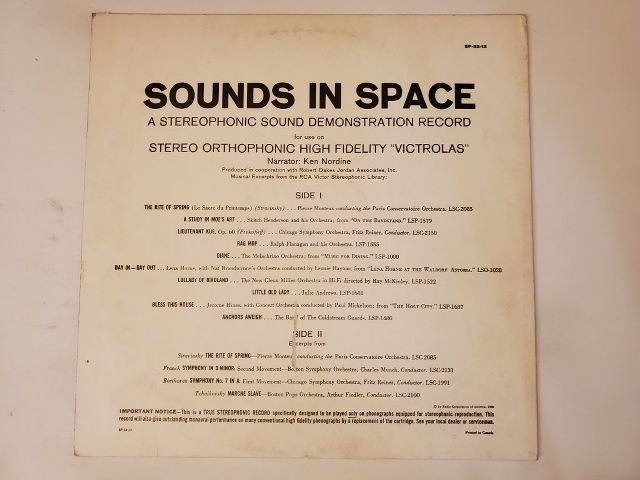 SP-33-13
SOUNDS IN SPACE
A STEREOPHONIC SOUND DEMONSTRATION RECORD
for use on
STEREO ORTHOPHONIC HIGH FIDELITY "VICTROLAS"
Narrator: Ken Nordine
Produced in cooperation with Robert Oakes Jordan Associates, Inc.
Musical Excerpts from the RCA Victor Stereophonic Library:
SIDE I
THE RITE OF SPRING (Le Sacre du Printemps) (Stravinsky) . . . Pierre Monteux conducting the Paris Conservatoire Orchestra. LSC-2085
A STUDY IN MOE'S ART . . . Skitch Henderson and his Orchestra; from "ON THE BANDSTAND." LSP-1579
LIEUTENANT KIJE, Op. 60 (Prokofieff) . . . Chicago Symphony Orchestra, Fritz Reiner, Conductor. LSC-2150
RAG MOP . . . Ralph Flanagan and his Orchestra. LSP-1555
DIANE . . . The Melachrino Orchestra; from "MUSIC FOR DINING." LSP-1000
DAY IN—DAY OUT . . . Lena Horne, with Nat Brandwynne's Orchestra conducted by Lennie Hayton; from "LENA HORNE AT THE WALDORF ASTORIA." LSO-1028
LULLABY OF BIRDLAND . . . The New Glenn Miller Orchestra in Hi-Fi directed by Ray McKinley. LSP-1522
LITTLE OLD LADY . . . Julie Andrews.
BLESS THIS HOUSE . . . Jerome Hines, with Concert Orchestra conducted by Paul Mickelson; from "THE HOLY CITY." LSP-1637
ANCHORS AWEIGH . . . The Band of The Coldstream Guards.
SIDE II
Excerpts from
Stravinsky THE RITE OF SPRING—Pierre Monteux conducting the Paris Conservatoire Orchestra. LSC-2085
Franck SYMPHONY IN D MINOR: Second Movement—Boston Symphony Orchestra, Charles Munch, Conductor. LSC-2131
Beethoven SYMPHONY No. 7 IN A: First Movement—Chicago Symphony Orchestra, Fritz Reiner, Conductor. LSC-1991
Tchaikovsky MARCHE SLAVE—Boston Pops Orchestra, Arthur Fiedler, Conductor. LSC-2100
© by Radio Corporation of America,
IMPORTANT NOTICE—This is a TRUE STEREOPHONIC RECORD specifically designed to be played only on phonographs equipped for stereophonic reproduction. This
record will also give outstanding monaural performance on many conventional high fidelity phonographs by a replacement of the cartridge. See your local dealer or serviceman.
Printed in Canada